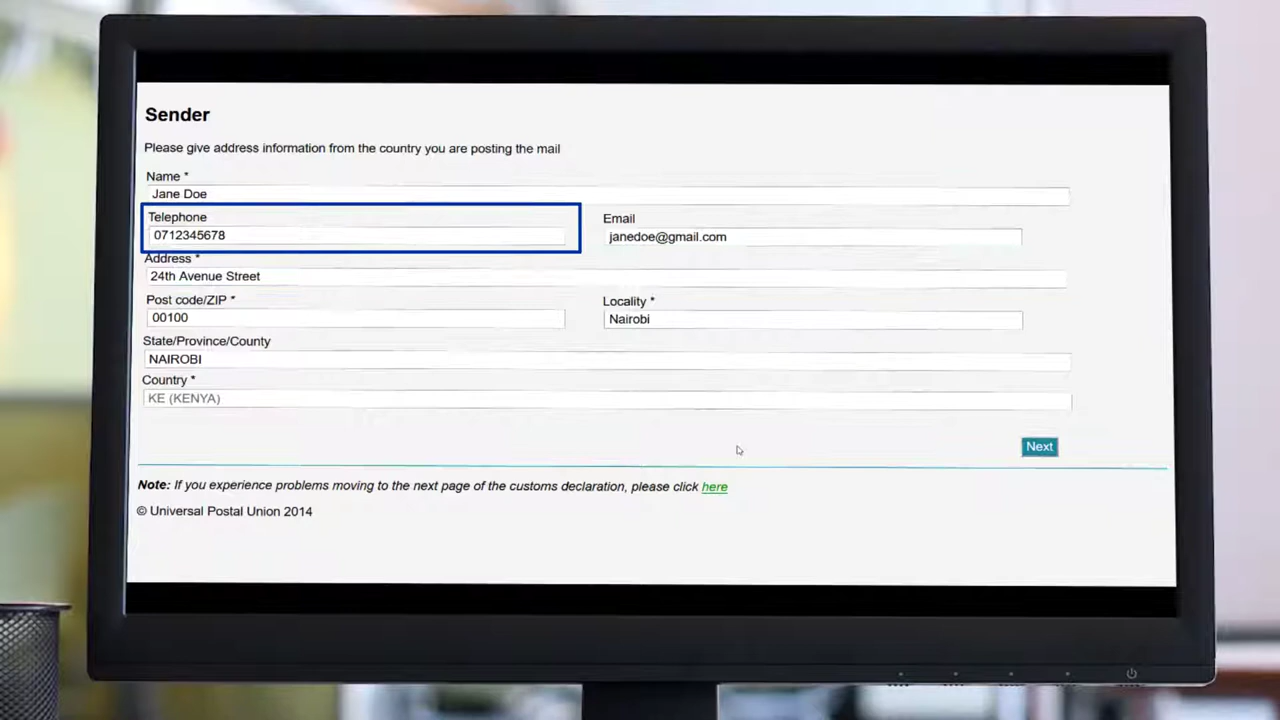 Sender
Please give address information from the country you are posting the mail
Name *
Jane Doe
Telephone
Email
0712345678
janedoe@gmail.com
Address *
24th Avenue Street
Post code/ZIP *
Locality *
00100
Nairobi
State/Province/County
NAIROBI
Country *
KE (KENYA)
Next
Note: If you experience problems moving to the next page of the customs declaration, please click here
© Universal Postal Union 2014